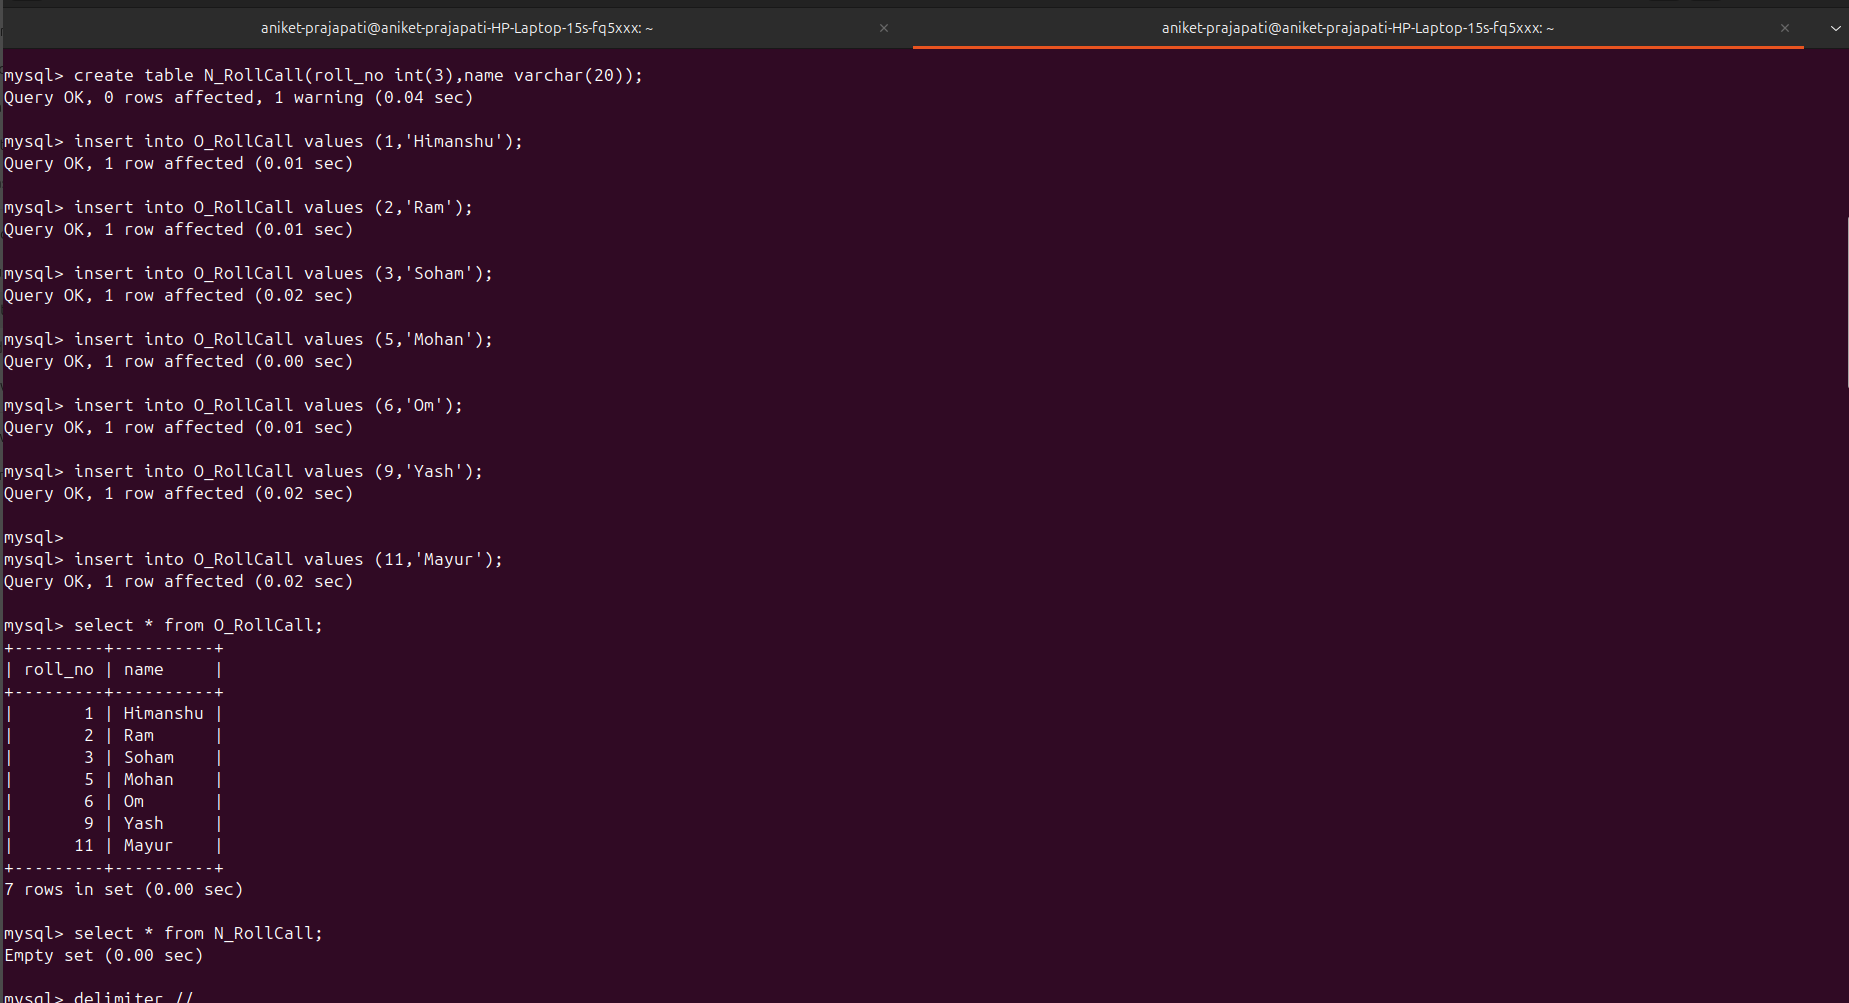 aniket-prajapati@aniket-prajapati-HP-Laptop-15s-fq5xxx: ~ × aniket-prajapati@aniket-prajapati-HP-Laptop-15s-fq5xxx: ~ ×
mysql> create table N_RollCall(roll_no int(3),name varchar(20));
Query OK, 0 rows affected, 1 warning (0.04 sec)

mysql> insert into O_RollCall values (1,'Himanshu');
Query OK, 1 row affected (0.01 sec)

mysql> insert into O_RollCall values (2,'Ram');
Query OK, 1 row affected (0.01 sec)

mysql> insert into O_RollCall values (3,'Soham');
Query OK, 1 row affected (0.02 sec)

mysql> insert into O_RollCall values (5,'Mohan');
Query OK, 1 row affected (0.00 sec)

mysql> insert into O_RollCall values (6,'Om');
Query OK, 1 row affected (0.01 sec)

mysql> insert into O_RollCall values (9,'Yash');
Query OK, 1 row affected (0.02 sec)

mysql>
mysql> insert into O_RollCall values (11,'Mayur');
Query OK, 1 row affected (0.02 sec)

mysql> select * from O_RollCall;
+---------+----------+
| roll_no | name     |
+---------+----------+
|       1 | Himanshu |
|       2 | Ram      |
|       3 | Soham    |
|       5 | Mohan    |
|       6 | Om       |
|       9 | Yash     |
|      11 | Mayur    |
+---------+----------+
7 rows in set (0.00 sec)

mysql> select * from N_RollCall;
Empty set (0.00 sec)

mysql> delimiter //